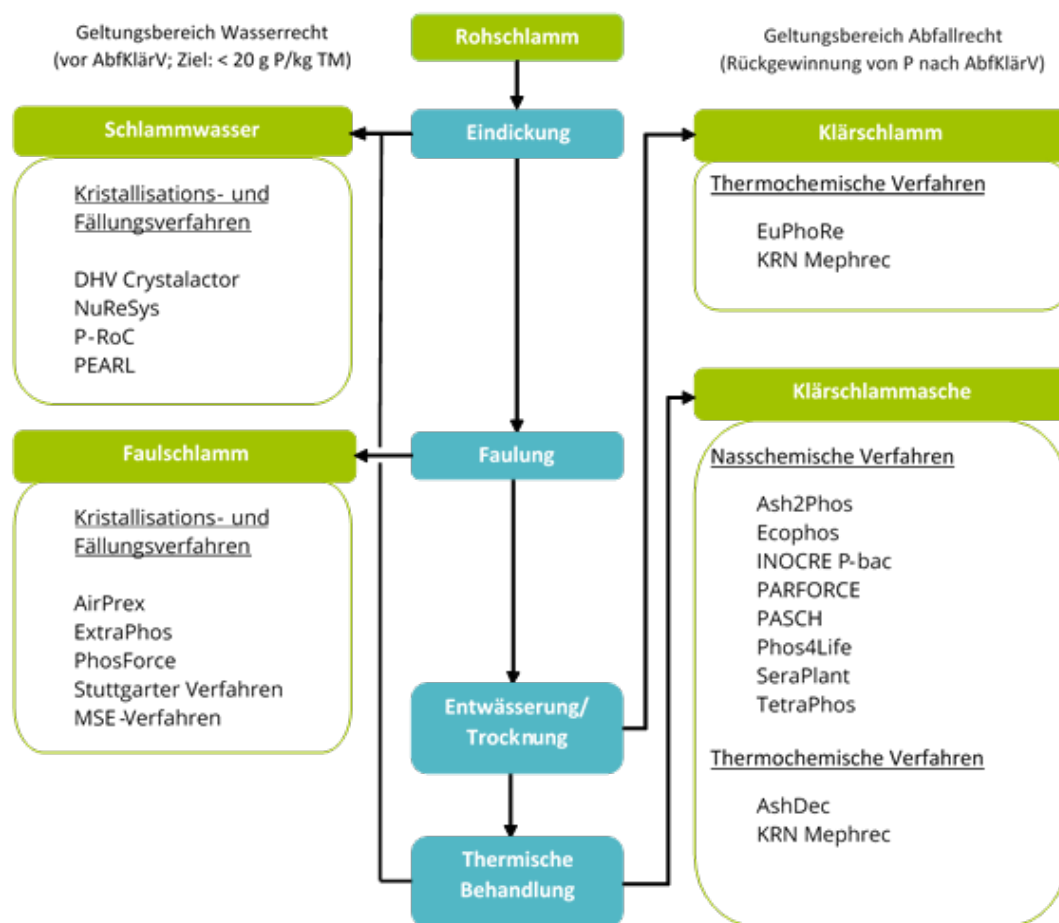 Geltungsbereich Wasserrecht
(vor AbfKlärV; Ziel: < 20 g P/kg TM)
Rohschlamm
Geltungsbereich Abfallrecht
(Rückgewinnung von P nach AbfKlärV)
Schlammwasser
Eindickung
Klärschlamm
Kristallisations- und
Fällungsverfahren
DHV Crystalactor
NuReSys
P-RoC
PEARL
Thermochemische Verfahren
EuPhoRe
KRN Mephrec
Faulschlamm
Faulung
Klärschlammasche
Kristallisations- und
Fällungsverfahren
AirPrex
ExtraPhos
PhosForce
Stuttgarter Verfahren
MSE-Verfahren
Entwässerung/
Trocknung
Thermische
Behandlung
Nasschemische Verfahren
Ash2Phos
Ecophos
INOCRE P-bac
PARFORCE
PASCH
Phos4Life
SeraPlant
TetraPhos
Thermochemische Verfahren
AshDec
KRN Mephrec